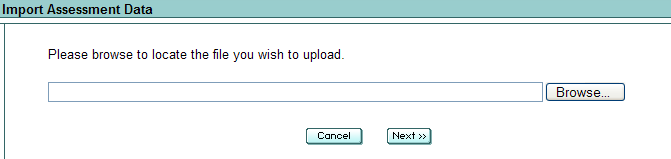 Import Assessment Data
Please browse to locate the file you wish to upload.
Browse...
Cancel Next >>